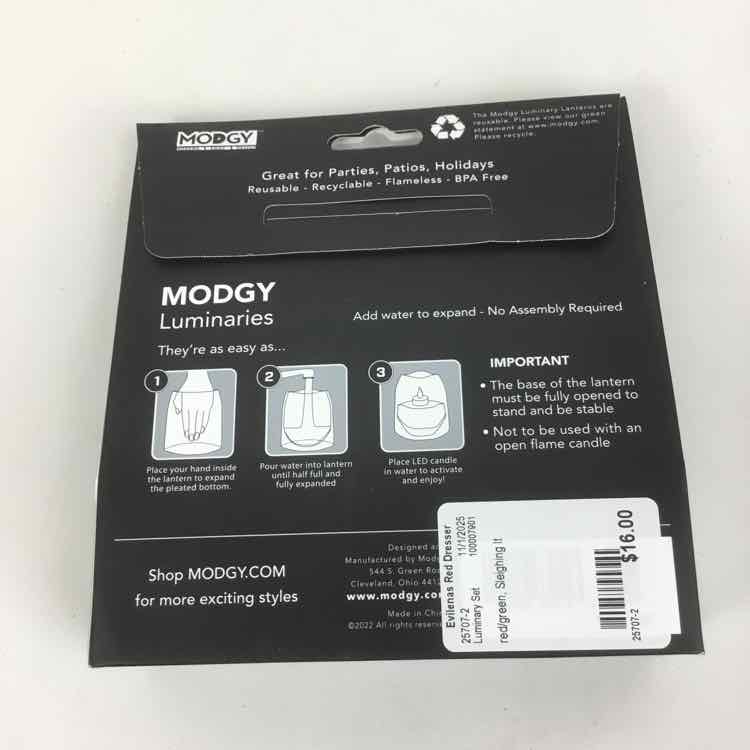 MODGY
The Modgy Luminary Lanterns are
reusable. Please view our green
statement at www.modgy.com.
Please recycle.
Great for Parties, Patios, Holidays
Reusable - Recyclable - Flameless - BPA Free
MODGY
Luminaries
Add water to expand - No Assembly Required
They're as easy as...
1
Place your hand inside
the lantern to expand
the pleated bottom.
2
Pour water into lantern
until half full and
fully expanded
3
Place LED candle
in water to activate
and enjoy!
IMPORTANT
• The base of the lantern
must be fully opened to
stand and be stable
• Not to be used with an
open flame candle
Shop MODGY.COM
for more exciting styles
Designed
Manufactured by
544 S. Green
Cleveland, Ohio
www.modgy.co
Made in
©2022 All rights
Evilenas Red Dresser
25707-2 11/1/2025
Luminary Set 100007901
red/green, Sleighing It
25707-2
$16.00